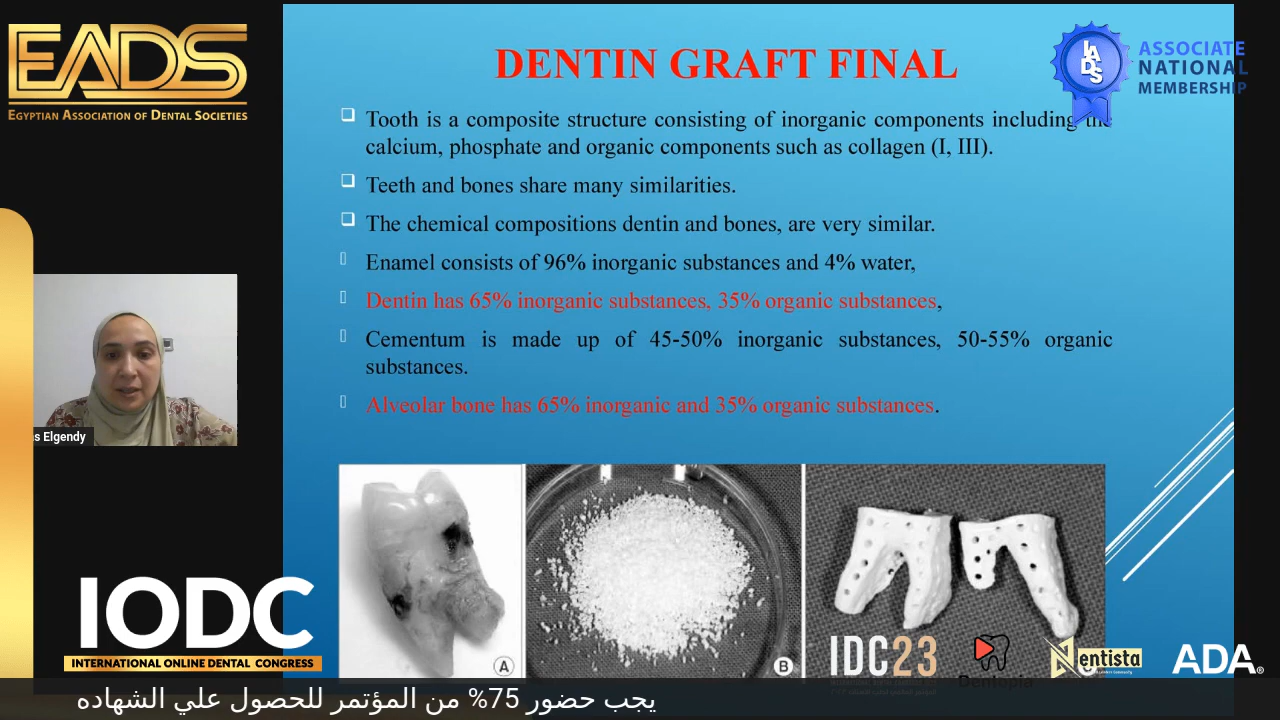 EADS
EGYPTIAN ASSOCIATION OF DENTAL SOCIETIES
DENTIN GRAFT FINAL
IADS
ASSOCIATE
NATIONAL
MEMBERSHIP
Tooth is a composite structure consisting of inorganic components including the
calcium, phosphate and organic components such as collagen (I, III).
Teeth and bones share many similarities.
The chemical compositions dentin and bones, are very similar.
Enamel consists of 96% inorganic substances and 4% water,
Dentin has 65% inorganic substances, 35% organic substances,
Cementum is made up of 45-50% inorganic substances, 50-55% organic
substances.
Alveolar bone has 65% inorganic and 35% organic substances.
Elgendy
A
B
IODC
INTERNATIONAL ONLINE DENTAL CONGRESS
IDC23
Dentopia
Dentista
ADA
يجب حضور 75% من المؤتمر للحصول علي الشهاده